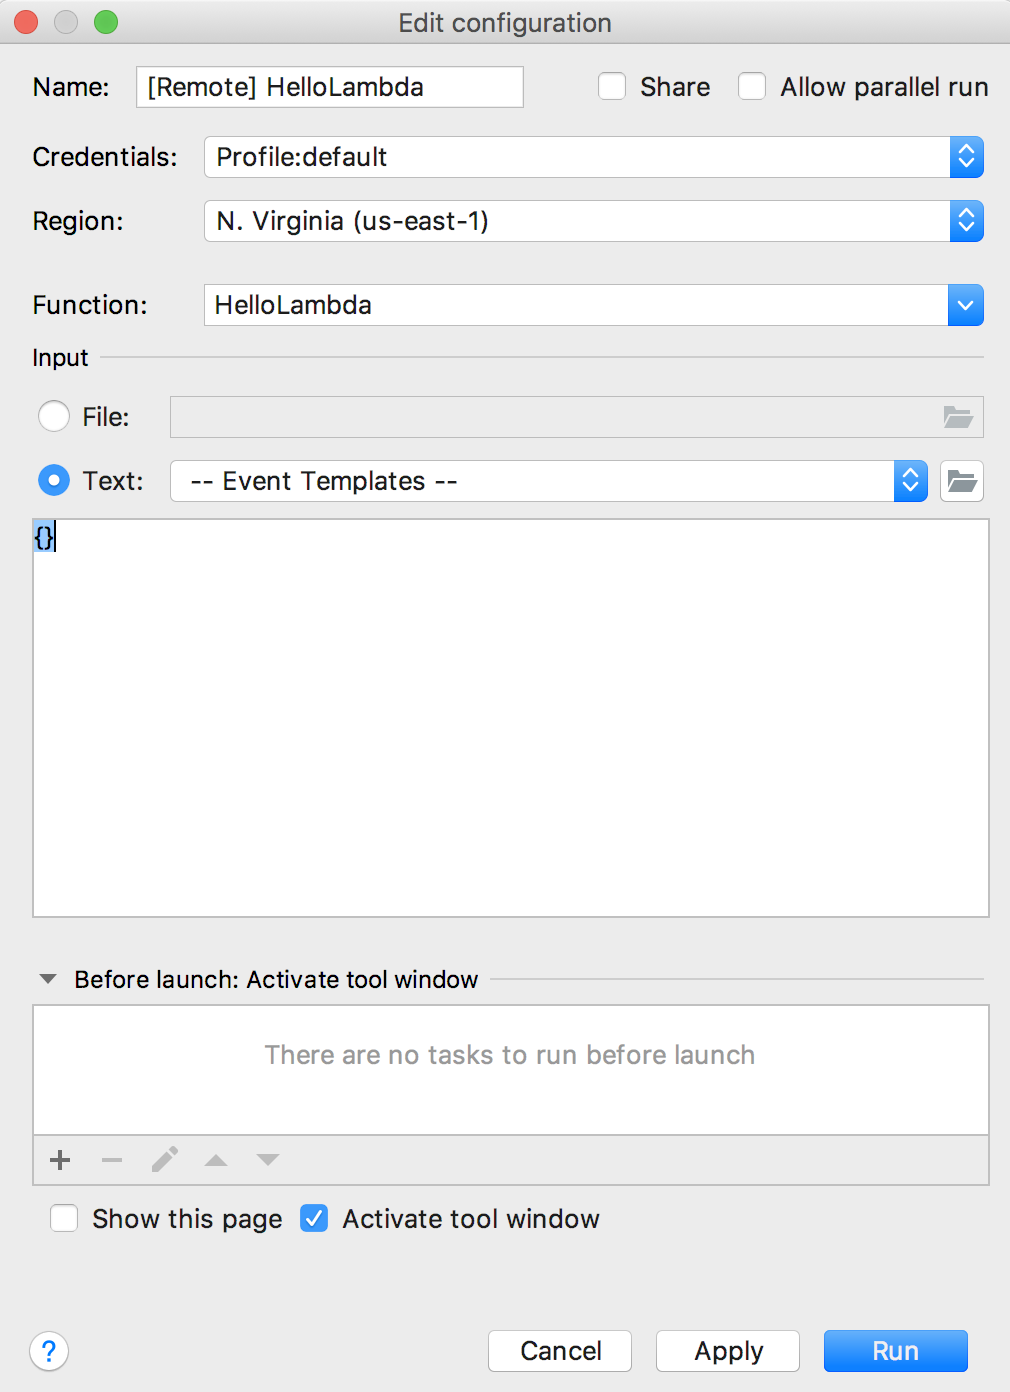 Edit configuration
Name: [Remote] HelloLambda Share Allow parallel run
Credentials: Profile:default
Region: N. Virginia (us-east-1)
Function: HelloLambda
Input
File:
Text: -- Event Templates --
{}
Before launch: Activate tool window
There are no tasks to run before launch
Show this page Activate tool window
? Cancel Apply Run